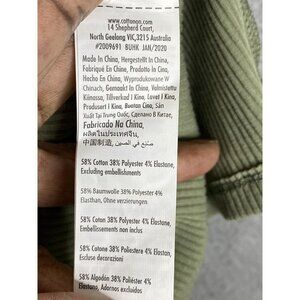 www.cottonon.com
14 Shepherd Court,
North Geelong VIC,3215 Australia
#2009691 BUHK JAN/2020
Made In China, Hergestellt In China,
Fabriqué En Chine, Prodotto In Cina,
Hecho En China, Wyprodukowane W
Chinach, Gemaakt In China, Valmistettu
Kiinassa, Tillverkad I Kina, Lavet I Kina,
Produsert I Kina, Buatan Cina, Sản
Xuất Tại Trung Quốc, Сделано В Китае,
Fabricado Na China,
ผลิตในประเทศจีน,
中国制造, صنع في الصين
58% Cotton 38% Polyester 4% Elastane,
Excluding embellishments
58% Baumwolle 38% Polyester 4%
Elasthan, Ohne verzierungen
58% Cotton 38% Polyester 4% Élastane,
Embellissements non inclus
58% Cotone 38% Poliestere 4% Elastan,
Escluse decorazioni
58% Algodón 38% Poliéster 4%
Elastano, Adornos excluidos